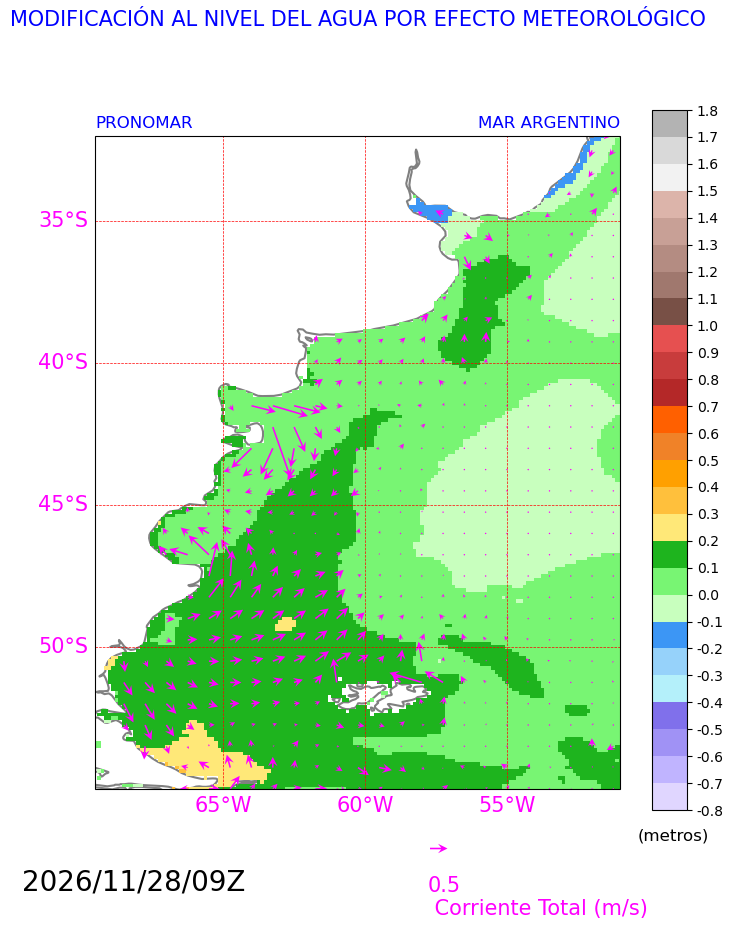 MODIFICACIÓN AL NIVEL DEL AGUA POR EFECTO METEOROLÓGICO
PRONOMAR
MAR ARGENTINO
35°S
40°S
45°S
50°S
65°W
60°W
55°W
1.8
1.7
1.6
1.5
1.4
1.3
1.2
1.1
1.0
0.9
0.8
0.7
0.6
0.5
0.4
0.3
0.2
0.1
0.0
-0.1
-0.2
-0.3
-0.4
-0.5
-0.6
-0.7
-0.8
(metros)
2026/11/28/09Z
0.5
Corriente Total (m/s)